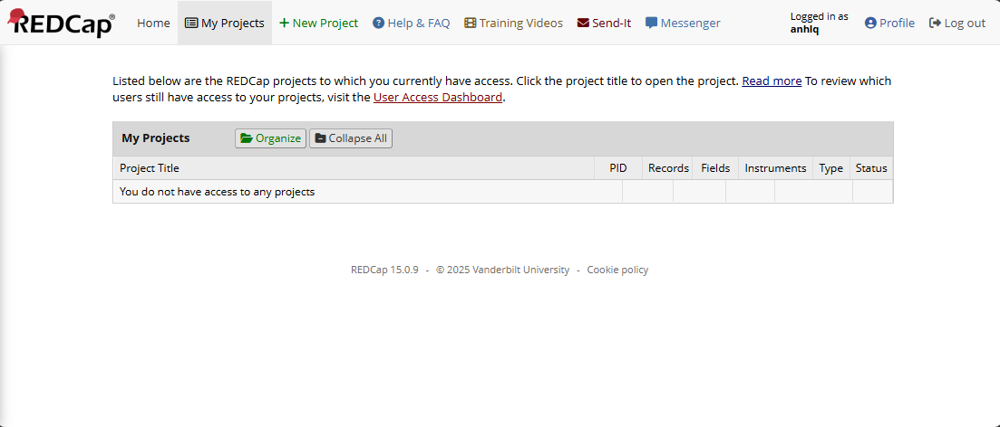 REDCap® Home My Projects + New Project Help & FAQ Training Videos Send-It Messenger Logged in as anhlq Profile Log out
Listed below are the REDCap projects to which you currently have access. Click the project title to open the project. Read more To review which
users still have access to your projects, visit the User Access Dashboard.
My Projects Organize Collapse All
Project Title PID Records Fields Instruments Type Status
You do not have access to any projects
REDCap 15.0.9 - © 2025 Vanderbilt University - Cookie policy